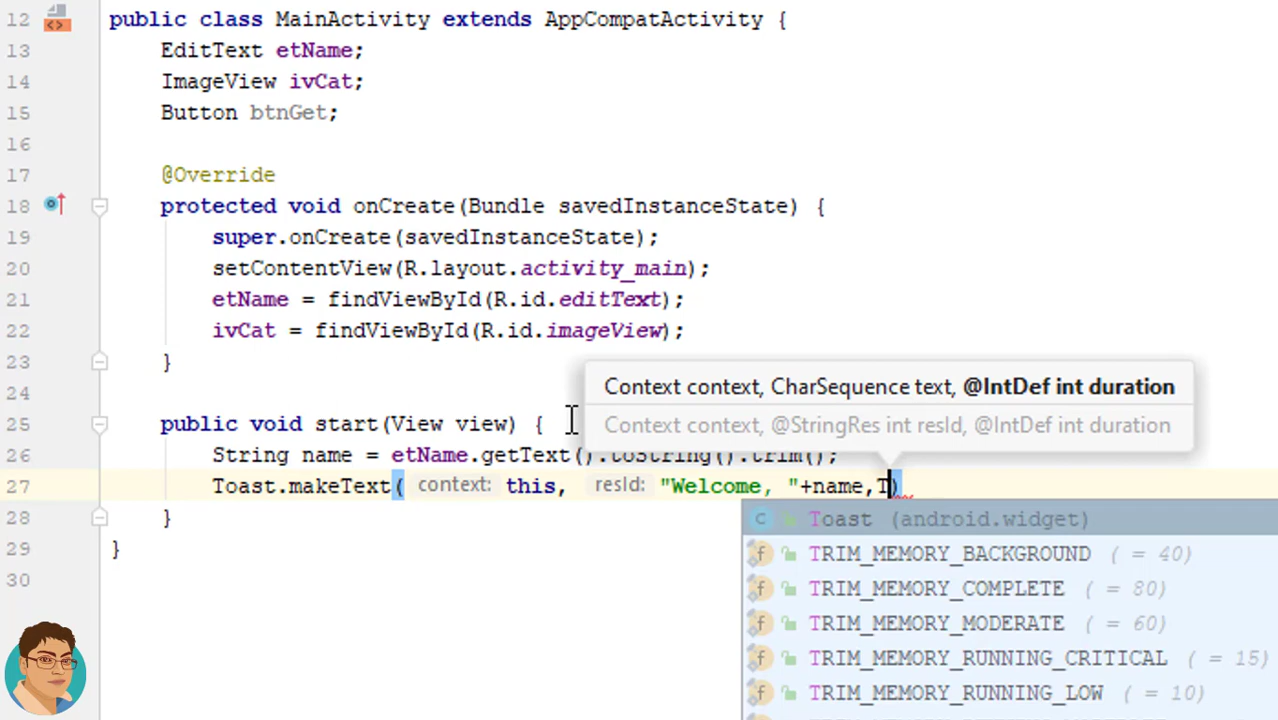 12 public class MainActivity extends AppCompatActivity {
13 EditText etName;
14 ImageView ivCat;
15 Button btnGet;
16
17 @Override
18 protected void onCreate(Bundle savedInstanceState) {
19 super.onCreate(savedInstanceState);
20 setContentView(R.layout.activity_main);
21 etName = findViewById(R.id.editText);
22 ivCat = findViewById(R.id.imageView);
23 }
Context context, CharSequence text, @IntDef int duration
24
Context context, @StringRes int resId, @IntDef int duration
25 public void start(View view) {
26 String name = etName.getText().toString().trim();
27 Toast.makeText( context: this, resId: "Welcome, "+name,T)
28 }
Toast (android.widget)
29 }
TRIM_MEMORY_BACKGROUND ( = 40)
30
TRIM_MEMORY_COMPLETE ( = 80)
TRIM_MEMORY_MODERATE ( = 60)
TRIM_MEMORY_RUNNING_CRITICAL ( = 15)
TRIM_MEMORY_RUNNING_LOW ( = 10)